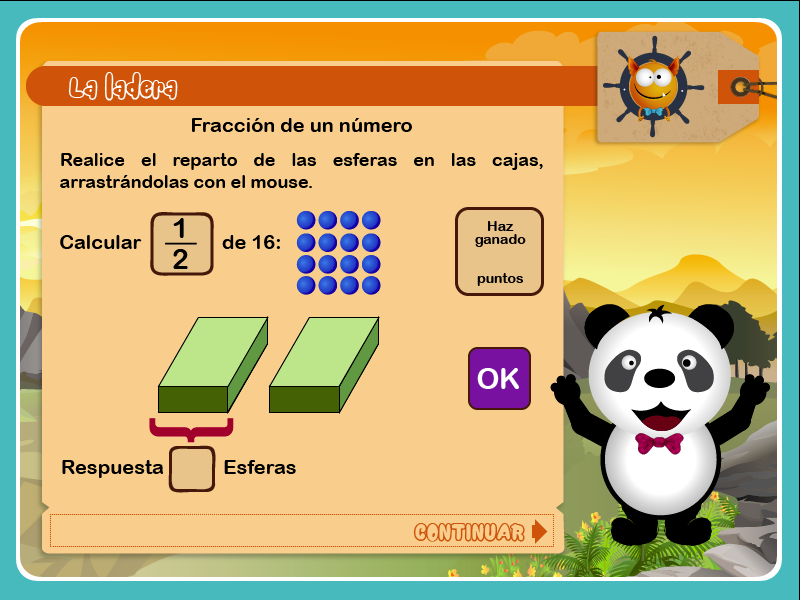 La ladera
Fracción de un número
Realice el reparto de las esferas en las cajas,
arrastrándolas con el mouse.
Calcular 1/2 de 16:
Haz
ganado
puntos
OK
Respuesta Esferas
CONTINUAR